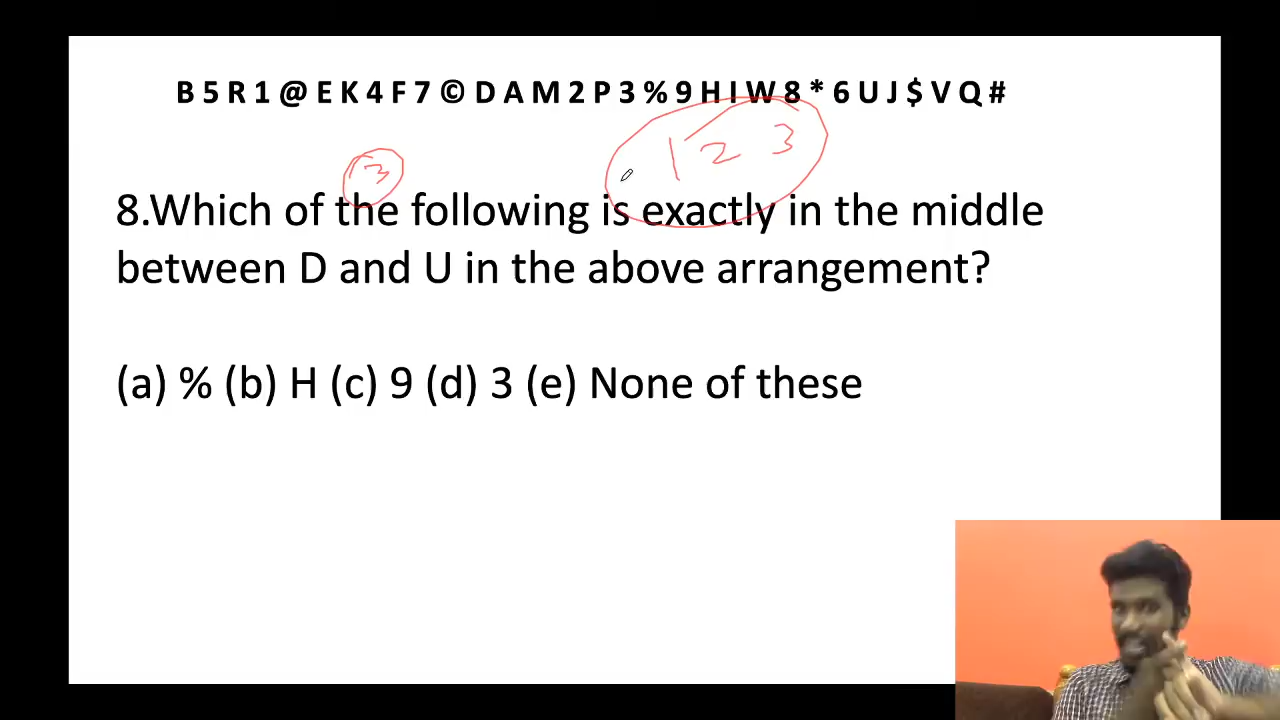 B 5 R 1 @ E K 4 F 7 © D A M 2 P 3 % 9 H I W 8 * 6 U J $ V Q #
3
1 2 3
8.Which of the following is exactly in the middle
between D and U in the above arrangement?
(a) % (b) H (c) 9 (d) 3 (e) None of these